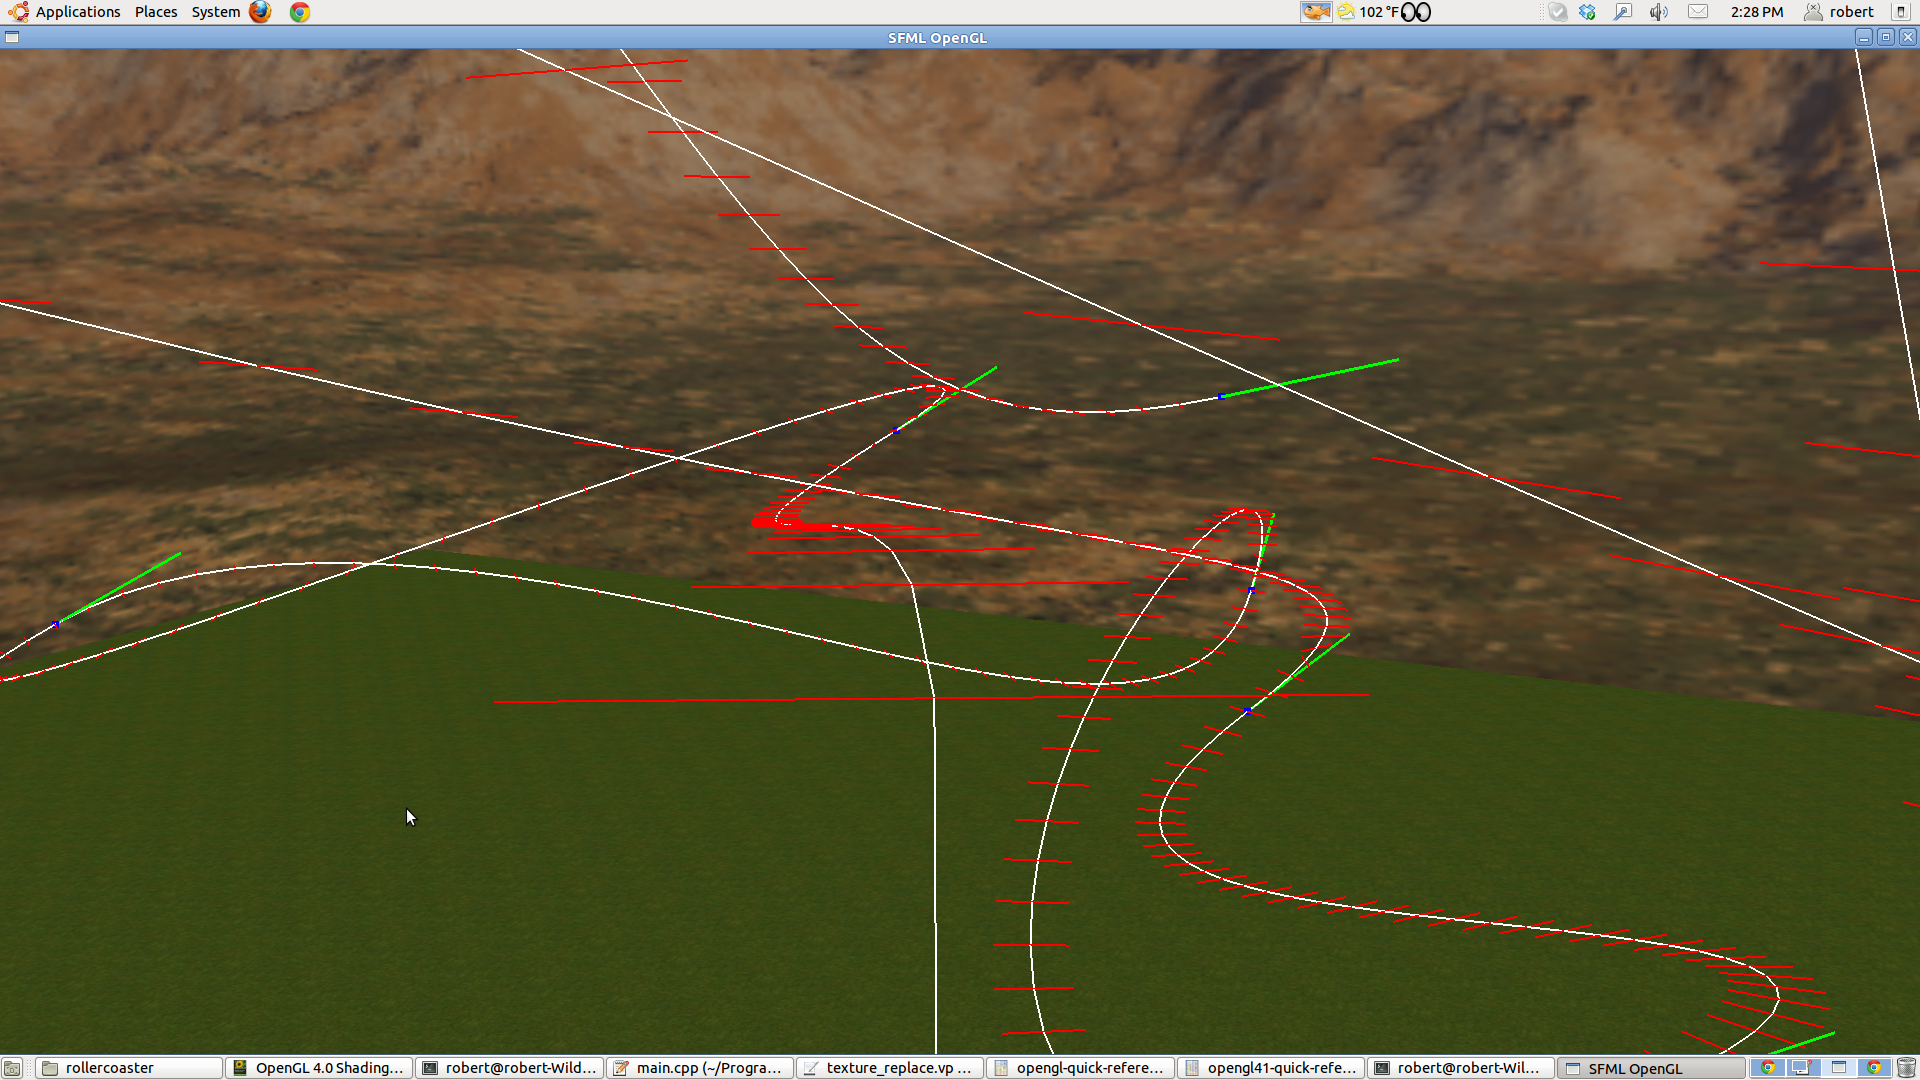 Applications Places System 102 °F 2:28 PM robert
SFML OpenGL
rollercoaster OpenGL 4.0 Shading... robert@robert-Wild... main.cpp (~/Progra... texture_replace.vp ... opengl-quick-refere... opengl41-quick-refe... robert@robert-Wil... SFML OpenGL